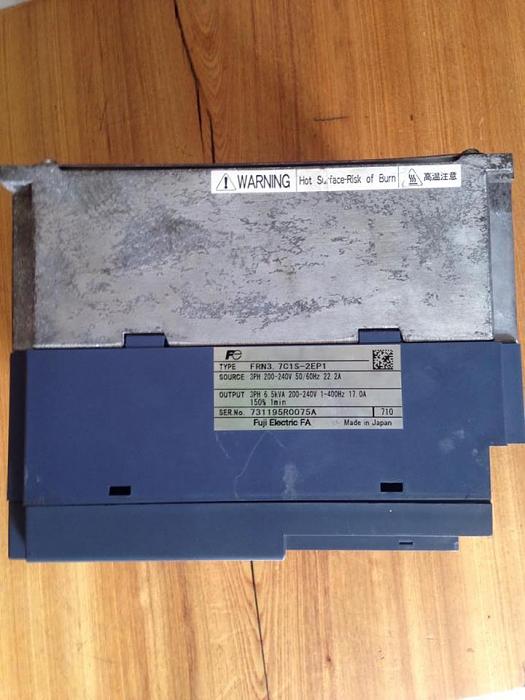 WARNING Hot Surface-Risk of Burn 高温注意
Fe
TYPE FRN3.7C1S-2EP1
SOURCE 3PH 200-240V 50/60Hz 22.2A
OUTPUT 3PH 6.5kVA 200-240V 1-400Hz 17.0A
150% 1min
SER.No. 731195R0075A 710
Fuji Electric FA Made in Japan